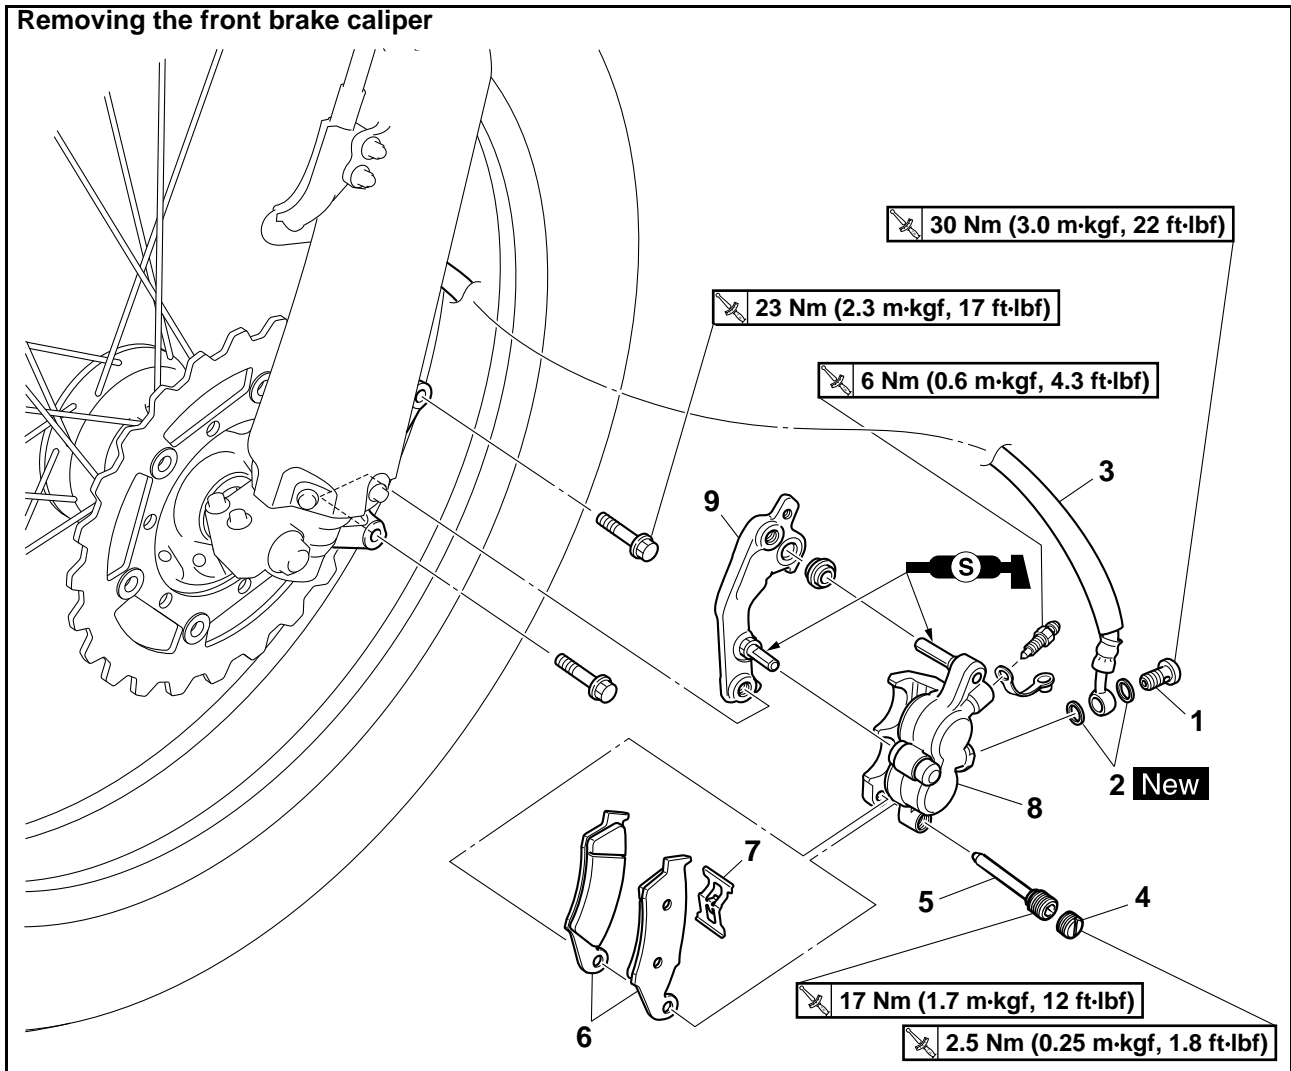 Removing the front brake caliper
30 Nm (3.0 m·kgf, 22 ft·lbf)
23 Nm (2.3 m·kgf, 17 ft·lbf)
6 Nm (0.6 m·kgf, 4.3 ft·lbf)
3
9
S
1
2 New
8
7
5
4
6
17 Nm (1.7 m·kgf, 12 ft·lbf)
2.5 Nm (0.25 m·kgf, 1.8 ft·lbf)